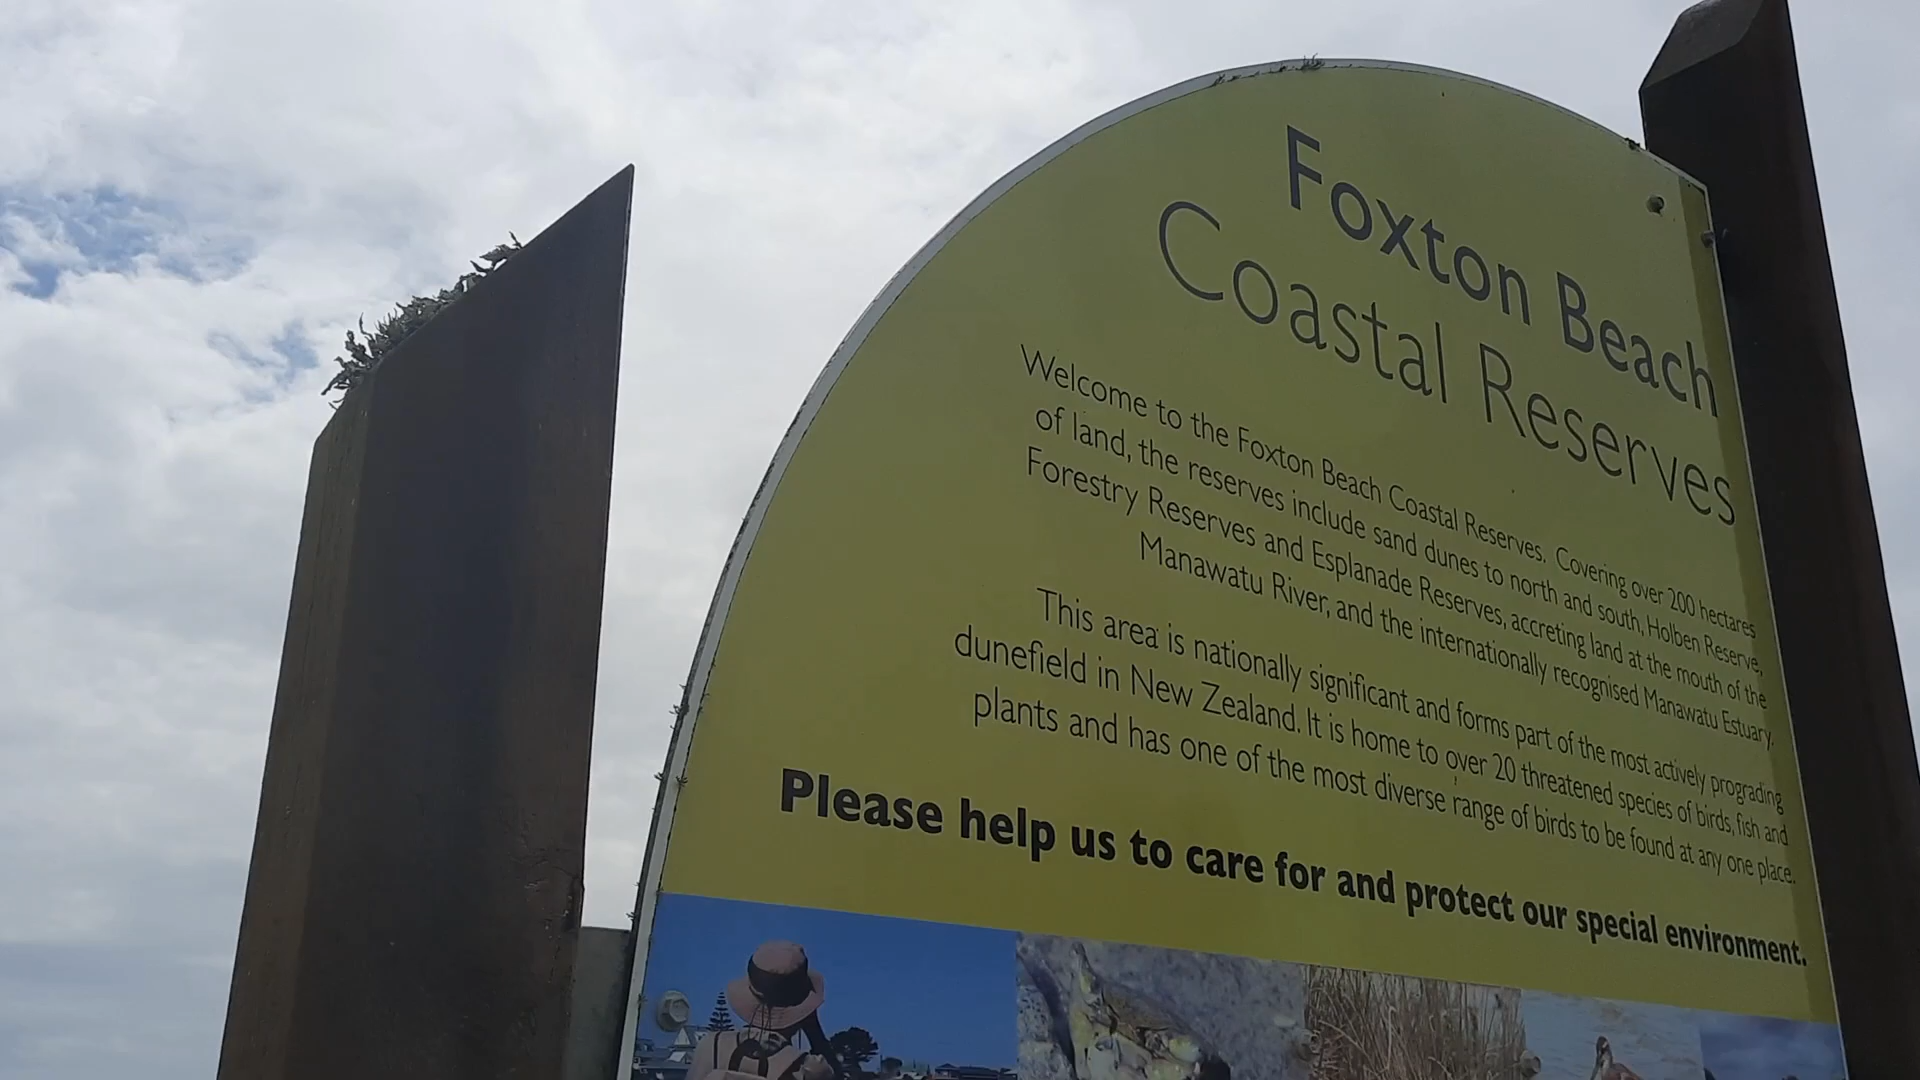 Foxton Beach
Coastal Reserves
Welcome to the Foxton Beach Coastal Reserves. Covering over 200 hectares
of land, the reserves include sand dunes to north and south, Holben Reserve,
Forestry Reserves and Esplanade Reserves, accreting land at the mouth of the
Manawatu River, and the internationally recognised Manawatu Estuary.
This area is nationally significant and forms part of the most actively prograding
dunefield in New Zealand. It is home to over 20 threatened species of birds, fish and
plants and has one of the most diverse range of birds to be found at any one place.
Please help us to care for and protect our special environment.